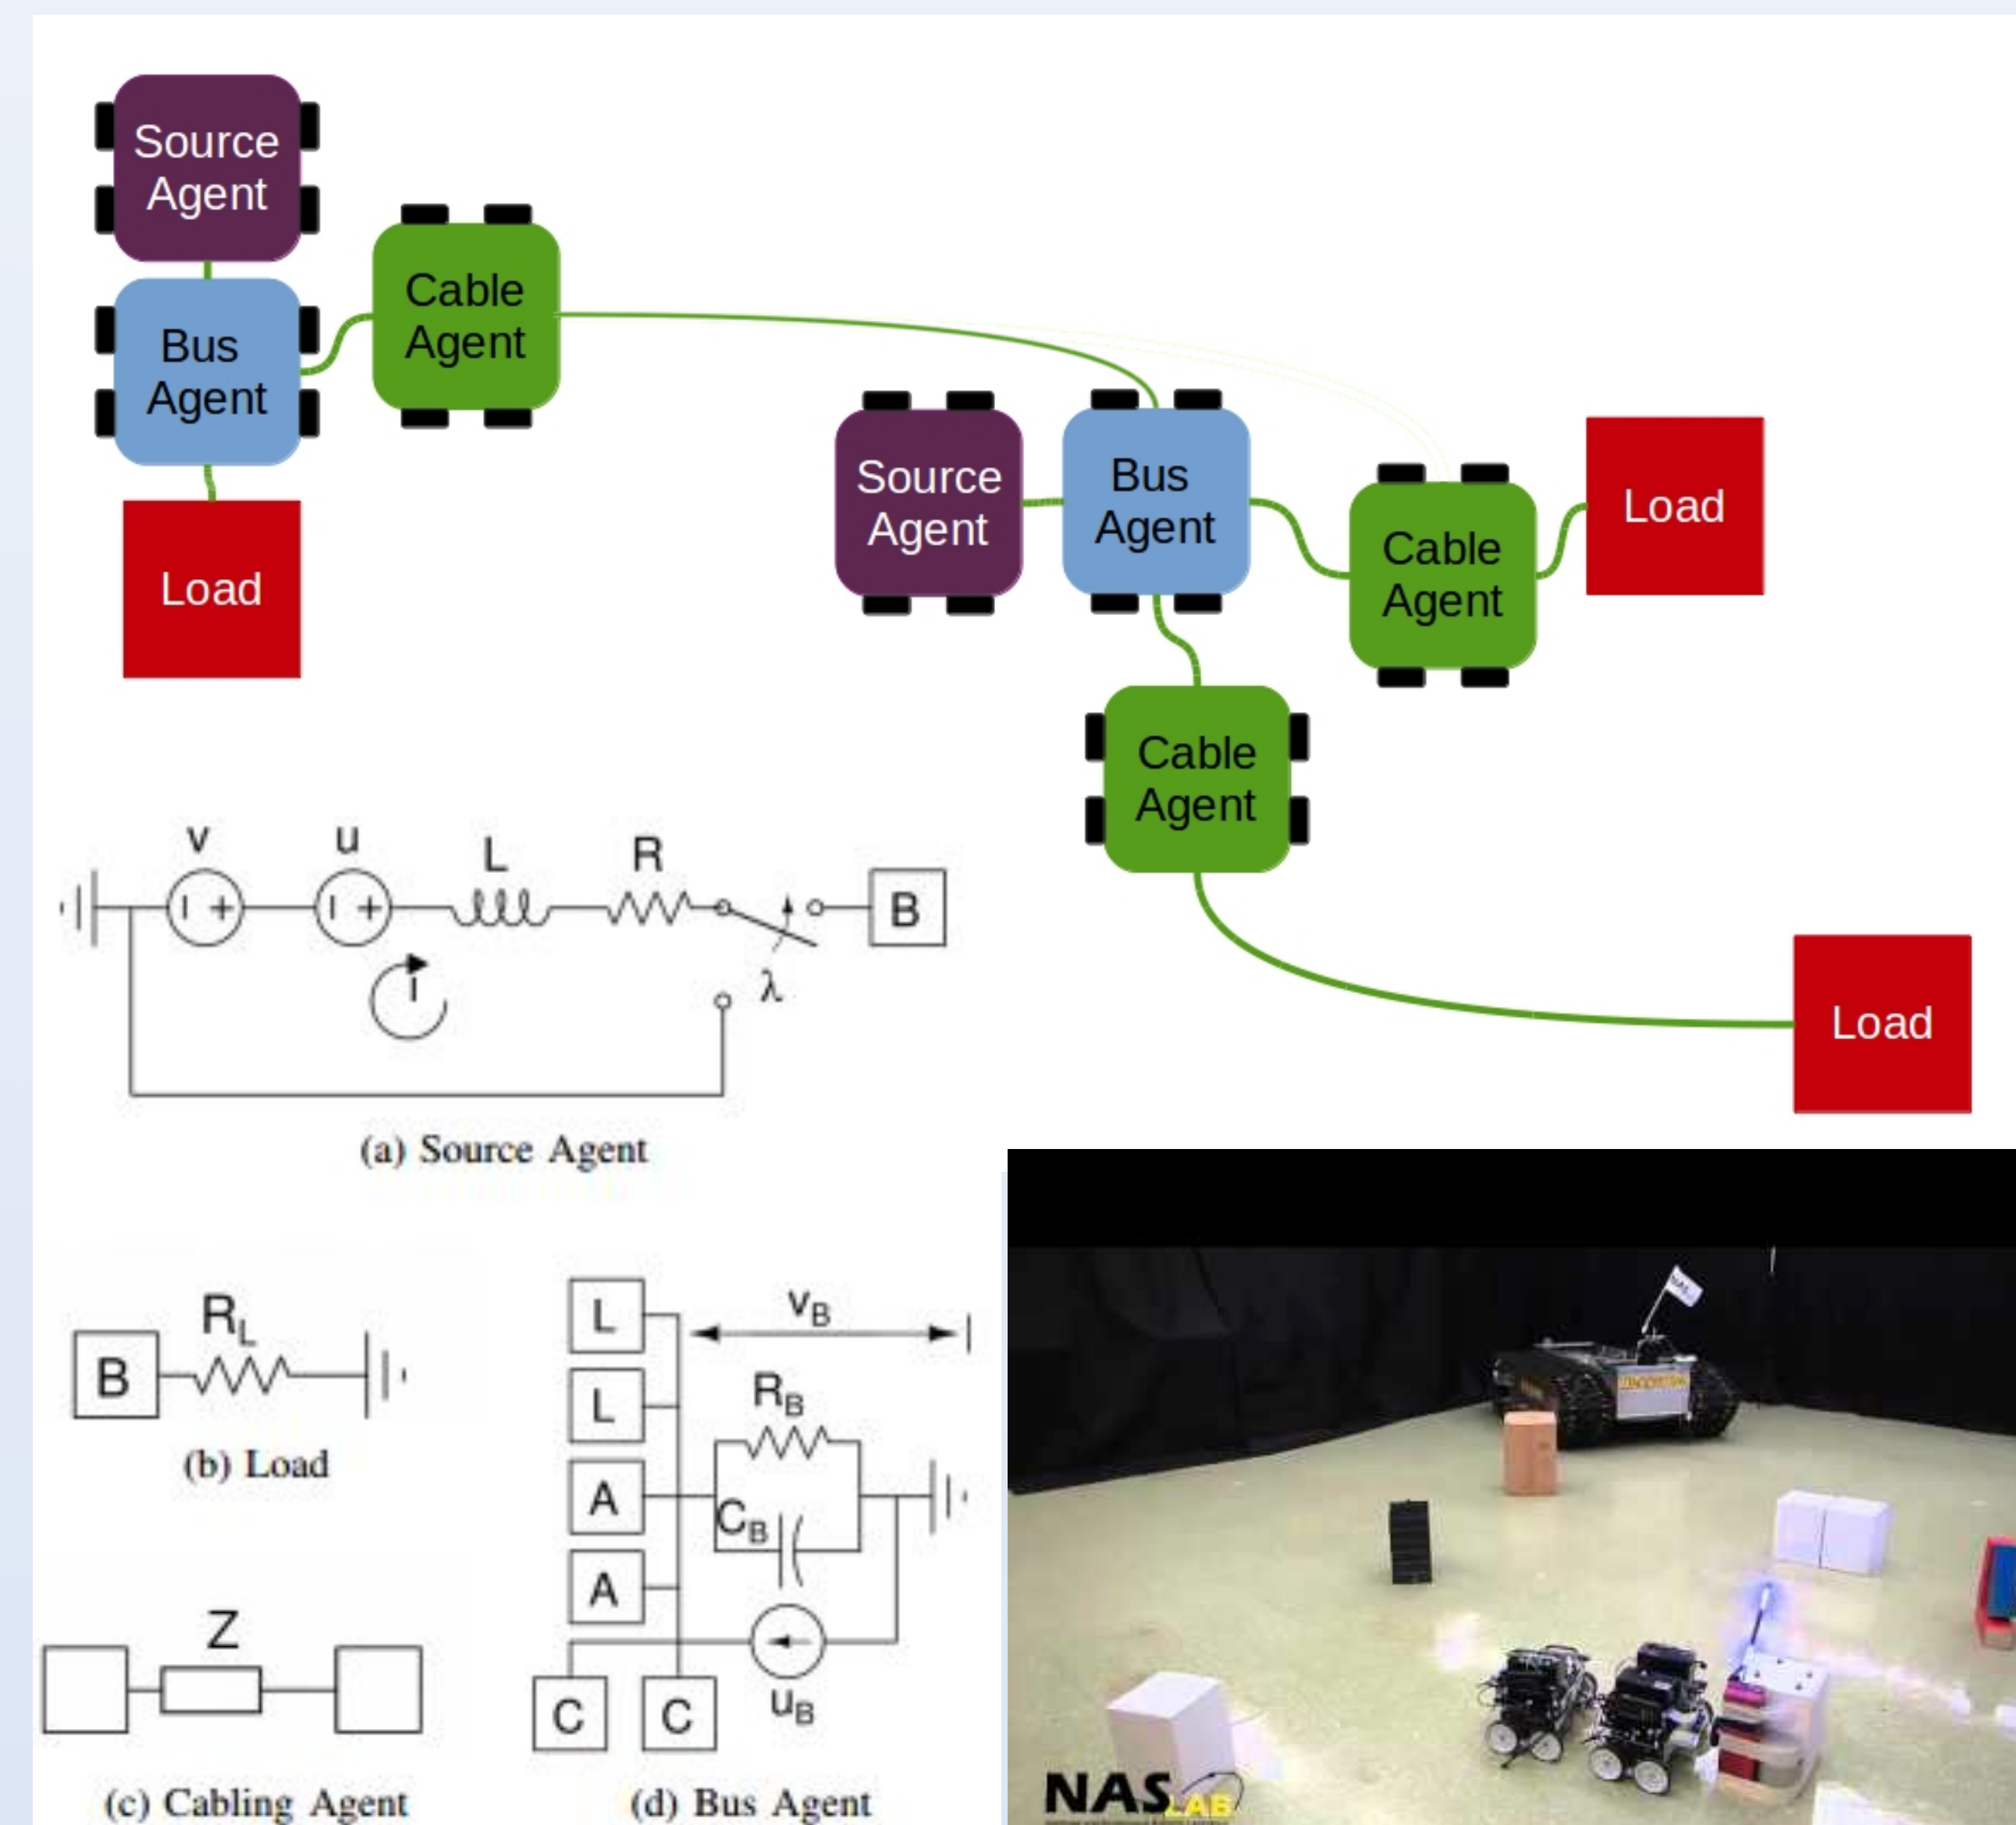 Source
Agent
Cable
Agent
Bus
Agent
Load
Source
Agent
Bus
Agent
Cable
Agent
Load
Cable
Agent
Load
v
u
L
R
B
λ
I
(a) Source Agent
B
R_L
(b) Load
Z
(c) Cabling Agent
L
L
A
A
C
C
v_B
R_B
C_B
u_B
(d) Bus Agent
NAS LAB